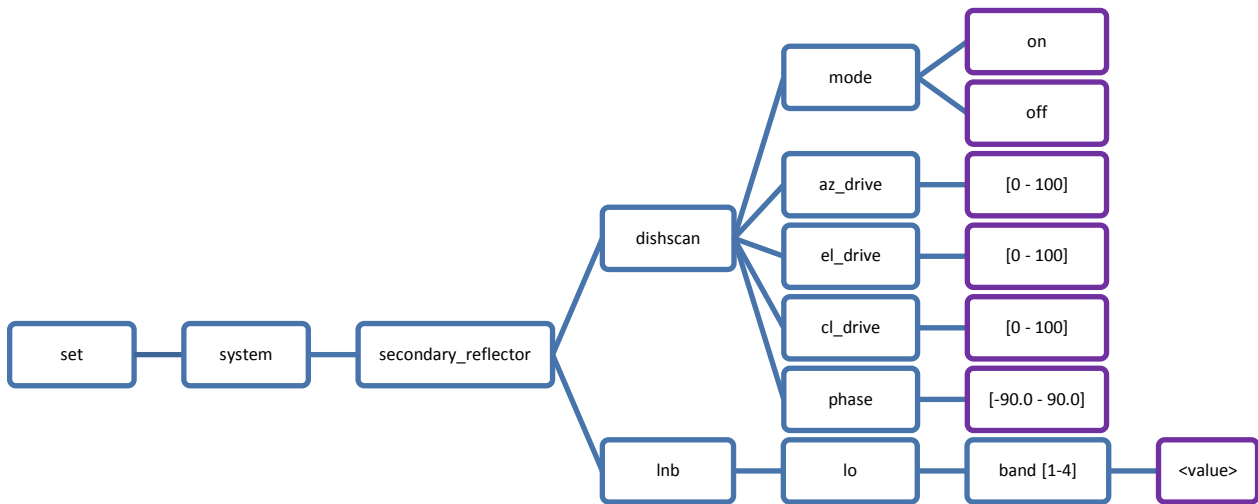 on
mode
off
az_drive
[0 - 100]
dishscan
el_drive
[0 - 100]
cl_drive
[0 - 100]
set
system
secondary_reflector
phase
[-90.0 - 90.0]
lnb
lo
band [1-4]
<value>